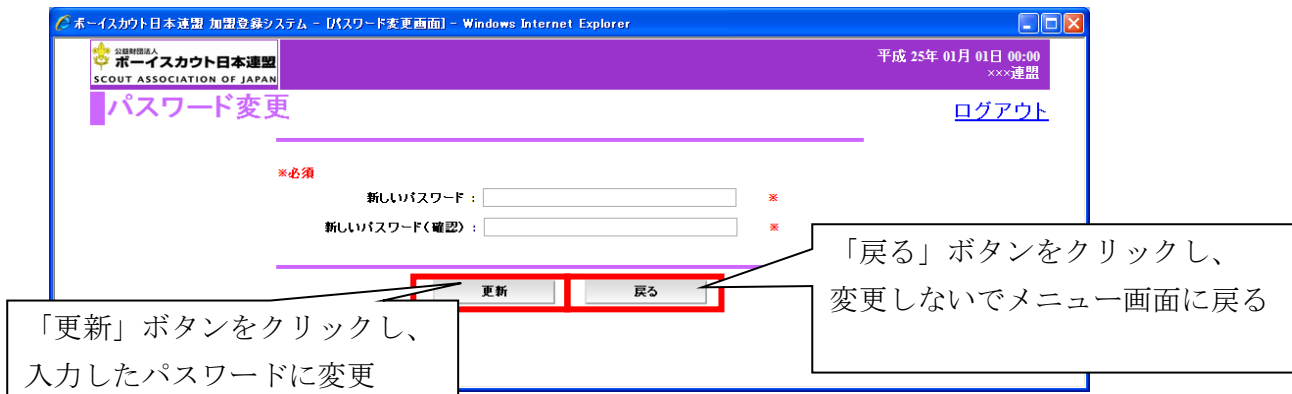 ボーイスカウト日本連盟 加盟登録システム - [パスワード変更画面] - Windows Internet Explorer
公益財団法人
ボーイスカウト日本連盟
SCOUT ASSOCIATION OF JAPAN
平成 25年 01月 01日 00:00
×××連盟
パスワード変更
ログアウト
※必須
新しいパスワード : ※
新しいパスワード(確認) : ※
更新 戻る
「戻る」ボタンをクリックし、
変更しないでメニュー画面に戻る
「更新」ボタンをクリックし、
入力したパスワードに変更